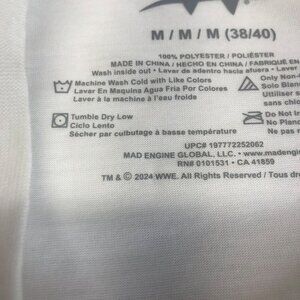 M / M / M (38/40)
100% POLYESTER / POLIÉSTER
MADE IN CHINA / HECHO EN CHINA / FABRIQUÉ EN
Wash inside out • Lavar de adentro hacia afuera • Laver
Machine Wash Cold with Like Colors
Lavar En Maquina Agua Fria Por Colores
Laver à la machine à l'eau froide
Only Non-
Solo Blan
Utiliser s
sans chlo
Tumble Dry Low
Ciclo Lento
Sécher par culbutage à basse température
Do Not Ir
No Plana
Ne pas
UPC# 197772252062
MAD ENGINE GLOBAL, LLC. • www.madengin
RN# 0101531 • CA 41859
TM & © 2024 WWE. All Rights Reserved / Tous dro